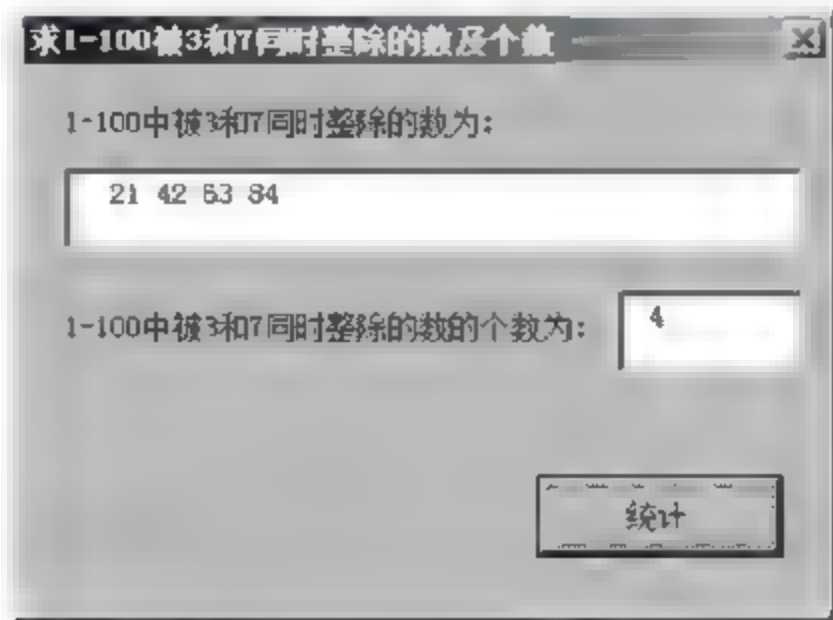 求1-100被3和7同时整除的数及个数
1-100中被3和7同时整除的数为:
21 42 63 84
1-100中被3和7同时整除的数的个数为:
4
统计